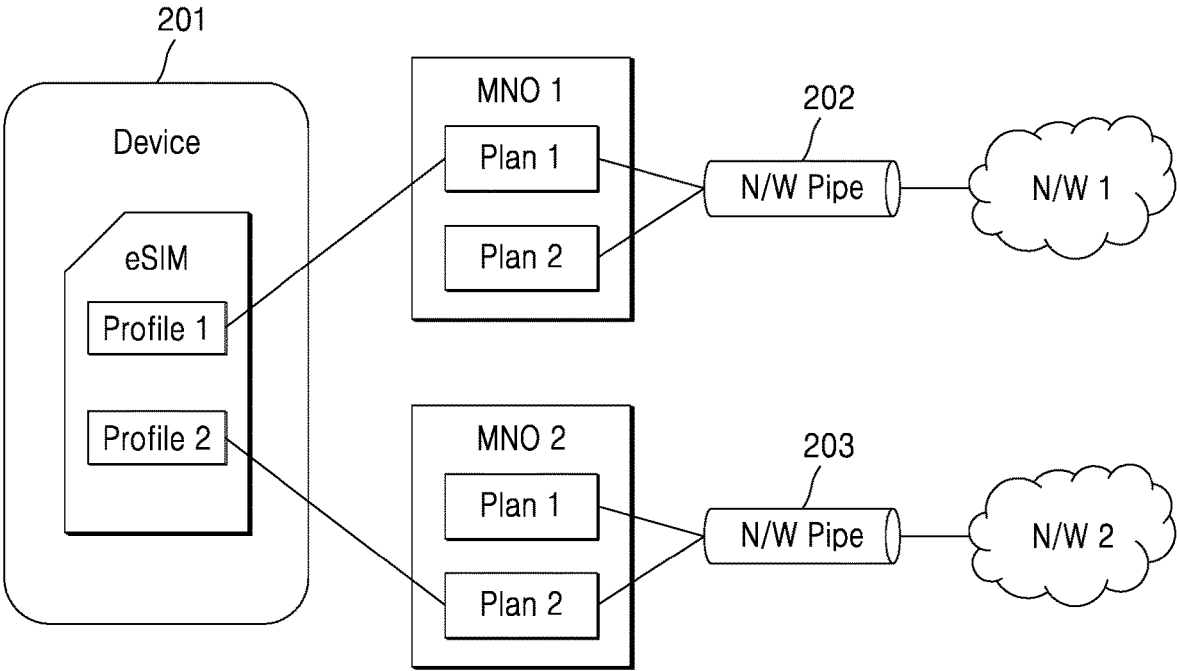 201
Device
eSIM
Profile 1
Profile 2
MNO 1
Plan 1
Plan 2
202
N/W Pipe
N/W 1
MNO 2
Plan 1
Plan 2
203
N/W Pipe
N/W 2